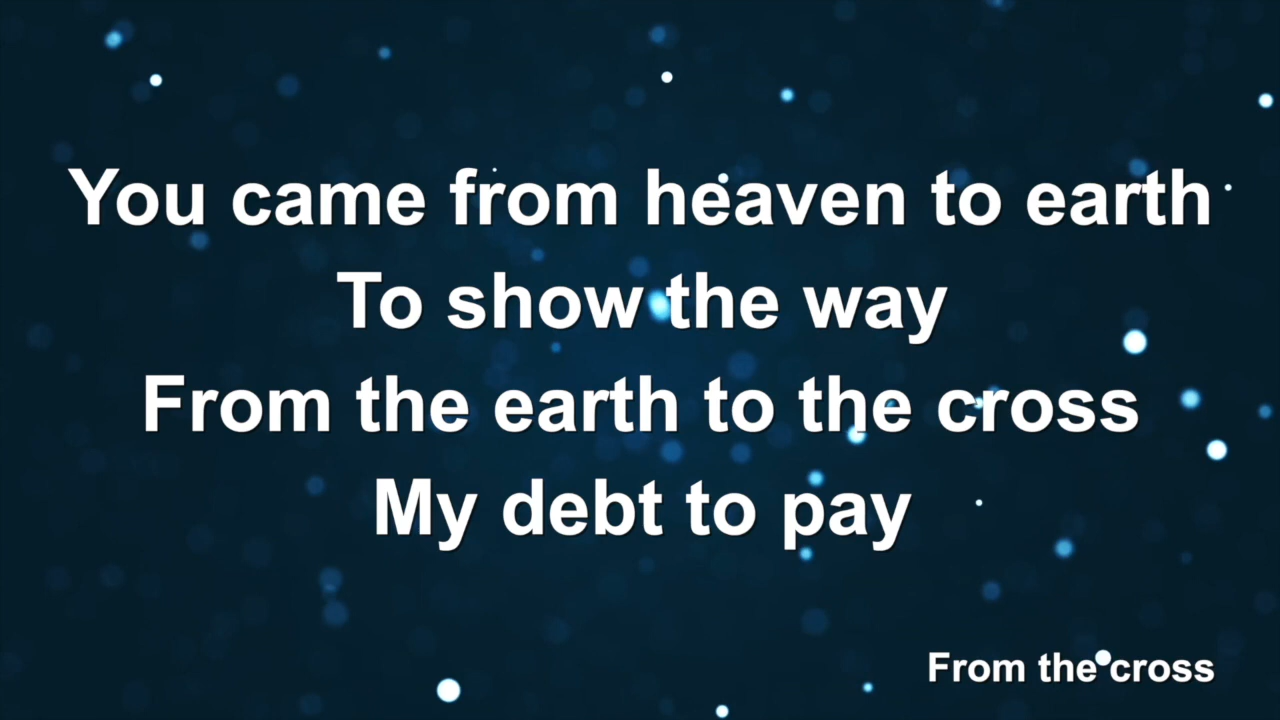 You came from heaven to earth
To show the way
From the earth to the cross
My debt to pay
From the cross